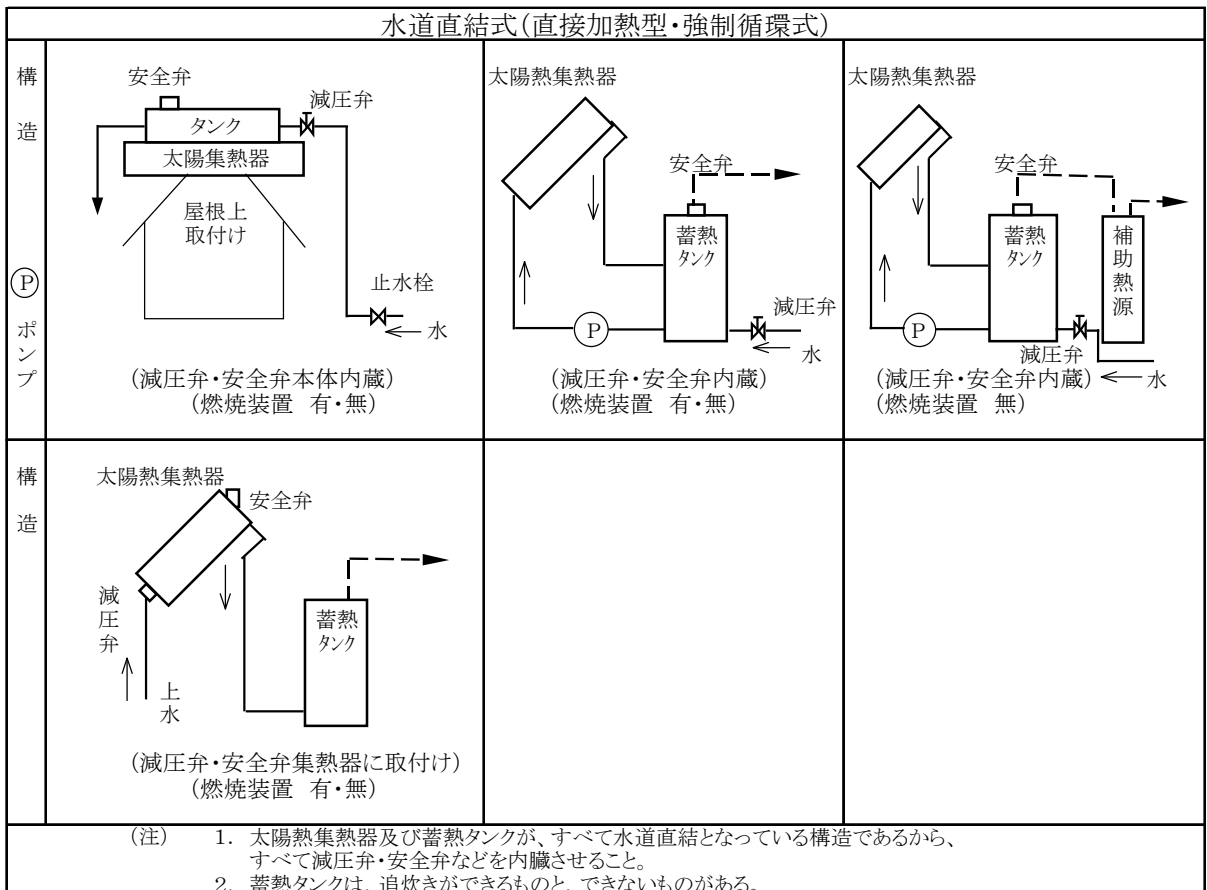 水道直結式(直接加熱型・強制循環式)
構
造
Ⓟ
ポンプ
安全弁
減圧弁
タンク
太陽集熱器
屋根上
取付け
止水栓
水
(減圧弁・安全弁本体内蔵)
(燃焼装置 有・無)
太陽熱集熱器
安全弁
蓄熱
タンク
減圧弁
P
水
(減圧弁・安全弁内蔵)
(燃焼装置 有・無)
太陽熱集熱器
安全弁
蓄熱
タンク
補助熱源
P
減圧弁
(減圧弁・安全弁内蔵)
水
(燃焼装置 無)
構
造
太陽熱集熱器
安全弁
減圧弁
蓄熱
タンク
上水
(減圧弁・安全弁集熱器に取付け)
(燃焼装置 有・無)
(注) 1. 太陽熱集熱器及び蓄熱タンクが、すべて水道直結となっている構造であるから、
すべて減圧弁・安全弁などを内臓させること。
2. 蓄熱タンクは、追炊きができるものと、できないものがある。